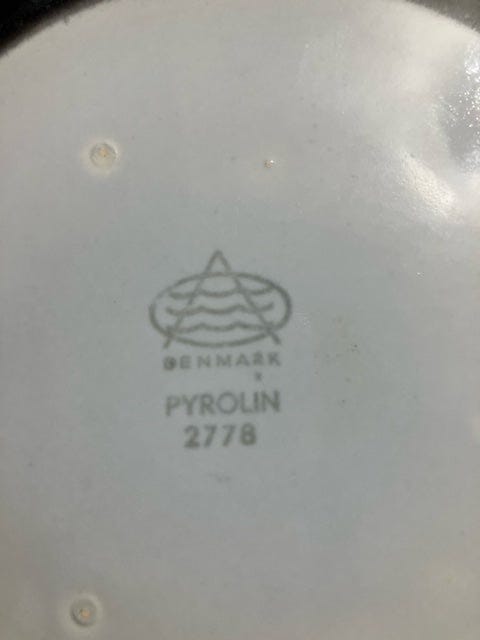 DENMARK
x
PYROLIN
2778